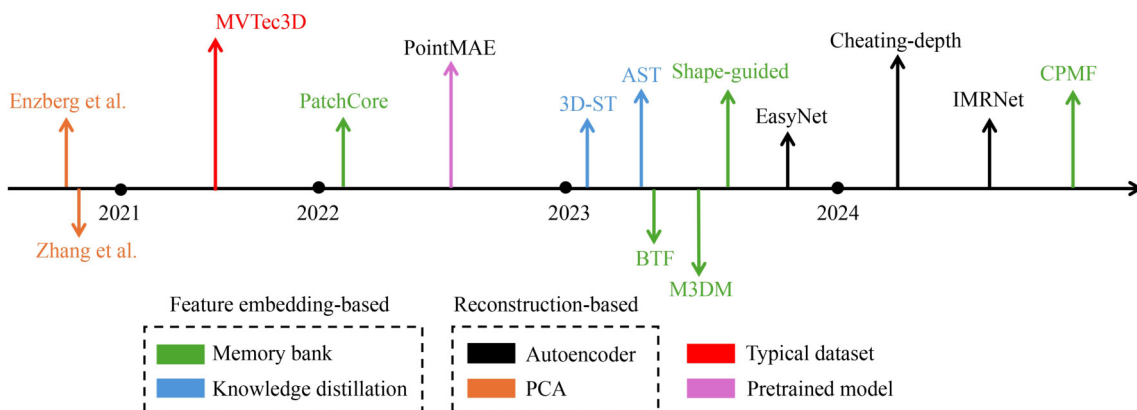 MVTec3D
PointMAE
Cheating-depth
Enzberg et al.
PatchCore
3D-ST
AST
Shape-guided
EasyNet
IMRNet
CPMF
2021
2022
2023
2024
Zhang et al.
BTF
M3DM
Feature embedding-based
Reconstruction-based
Memory bank
Autoencoder
Typical dataset
Knowledge distillation
PCA
Pretrained model